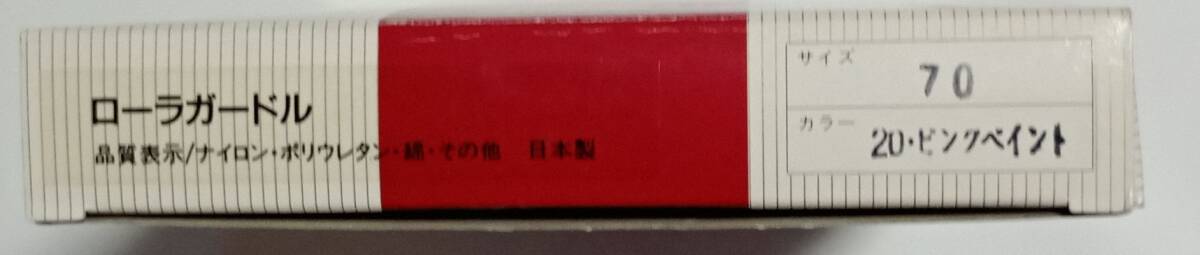 ローラガードル
品質表示/ナイロン・ポリウレタン・綿・その他 日本製
サイズ
70
カラー
20・ピンクペイント